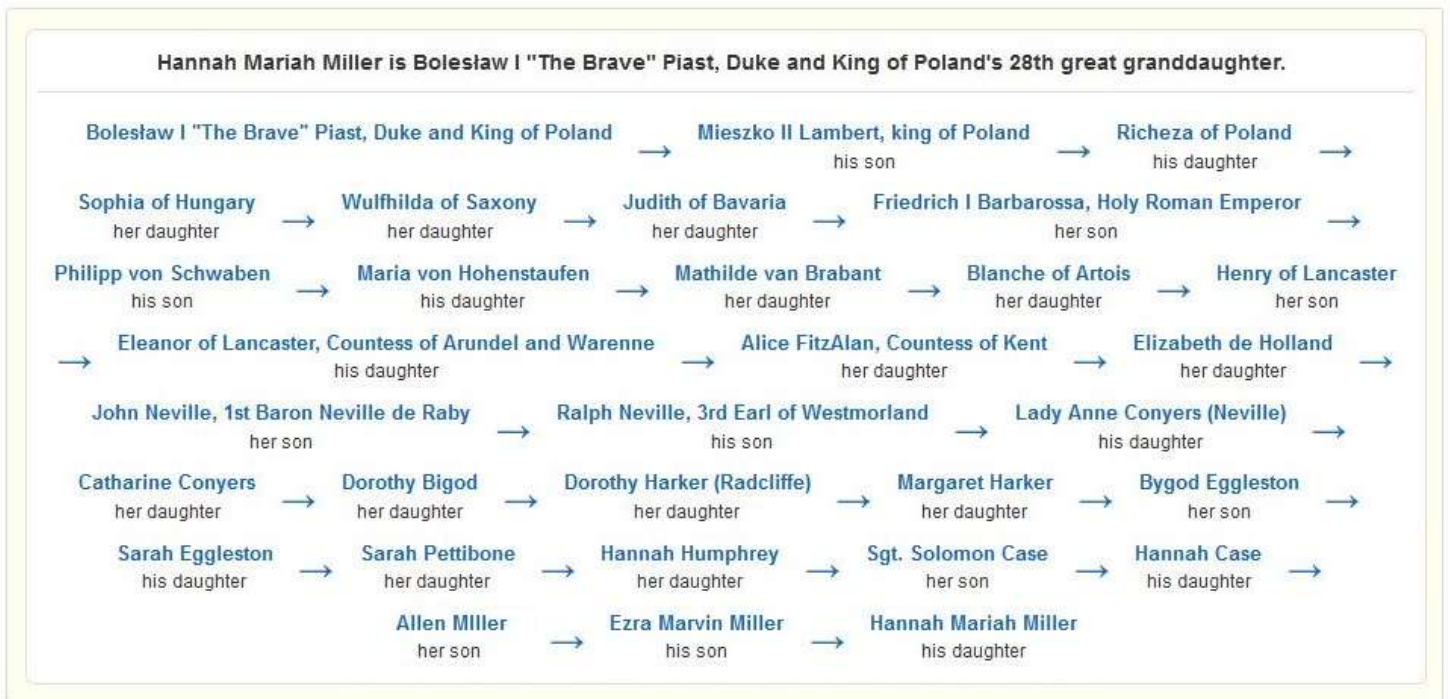 Hannah Mariah Miller is Bolesław I "The Brave" Piast, Duke and King of Poland's 28th great granddaughter.
Bolesław I "The Brave" Piast, Duke and King of Poland → Mieszko II Lambert, king of Poland → Richeza of Poland →
his son his daughter
Sophia of Hungary → Wulfhilda of Saxony → Judith of Bavaria → Friedrich I Barbarossa, Holy Roman Emperor →
her daughter her daughter her daughter her son
Philipp von Schwaben → Maria von Hohenstaufen → Mathilde van Brabant → Blanche of Artois → Henry of Lancaster
his son his daughter her daughter her daughter her son
→ Eleanor of Lancaster, Countess of Arundel and Warenne → Alice FitzAlan, Countess of Kent → Elizabeth de Holland →
his daughter her daughter her daughter
John Neville, 1st Baron Neville de Raby → Ralph Neville, 3rd Earl of Westmorland → Lady Anne Conyers (Neville) →
her son his son his daughter
Catharine Conyers → Dorothy Bigod → Dorothy Harker (Radcliffe) → Margaret Harker → Bygod Eggleston →
her daughter her daughter her daughter her daughter her son
Sarah Eggleston → Sarah Pettibone → Hannah Humphrey → Sgt. Solomon Case → Hannah Case →
his daughter her daughter her daughter her son his daughter
Allen MIller → Ezra Marvin Miller → Hannah Mariah Miller
her son his son his daughter